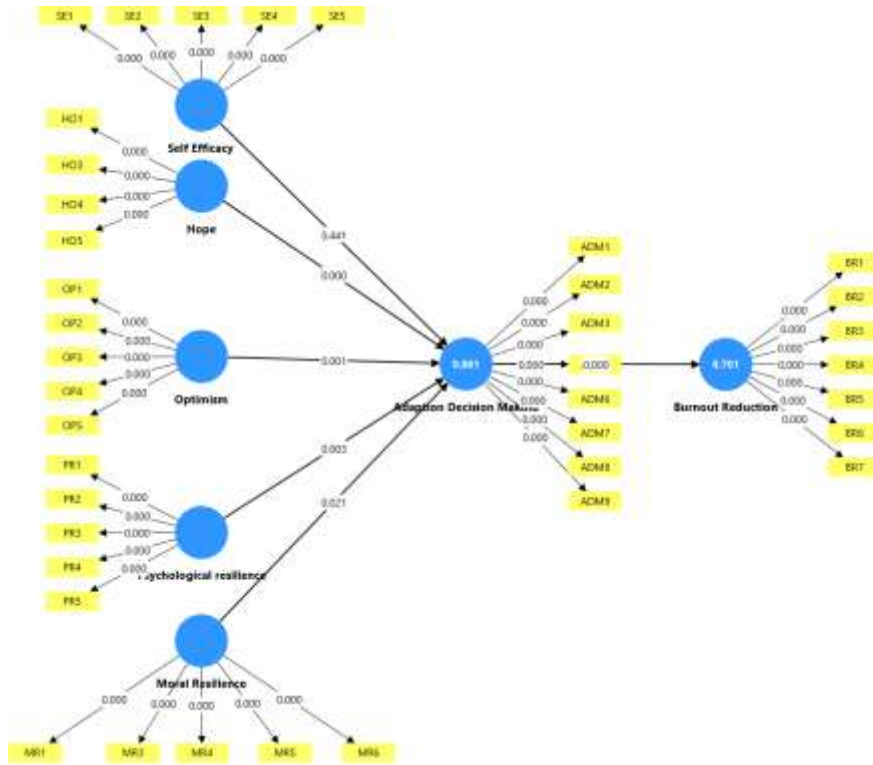 SE1 SE2 SE3 SE4 SE5
0.000 0.000 0.000 0.000 0.000
Self Efficacy
HO1
HO3
HO4
HO5
0.000
0.000
0.000
0.000
Hope
0.441
0.000
OP1
OP2
OP3
OP4
OP5
0.000
0.000
0.000
0.000
0.000
Optimism
0.001
PR1
PR2
PR3
PR4
PR5
0.000
0.000
0.000
0.000
0.000
Psychological resilience
0.003
0.021
Moral Resilience
0.000 0.000 0.000 0.000 0.000
MR1 MR3 MR4 MR5 MR6
Adaption Decision Making
ADM1
ADM2
ADM3
ADM6
ADM7
ADM8
ADM9
0.000
0.000
0.000
0.000
0.000
0.000
0.000
0.000
0.000
0.701
Burnout Reduction
BR1
BR2
BR3
BR4
BR5
BR6
BR7
0.000
0.000
0.000
0.000
0.000
0.000
0.000